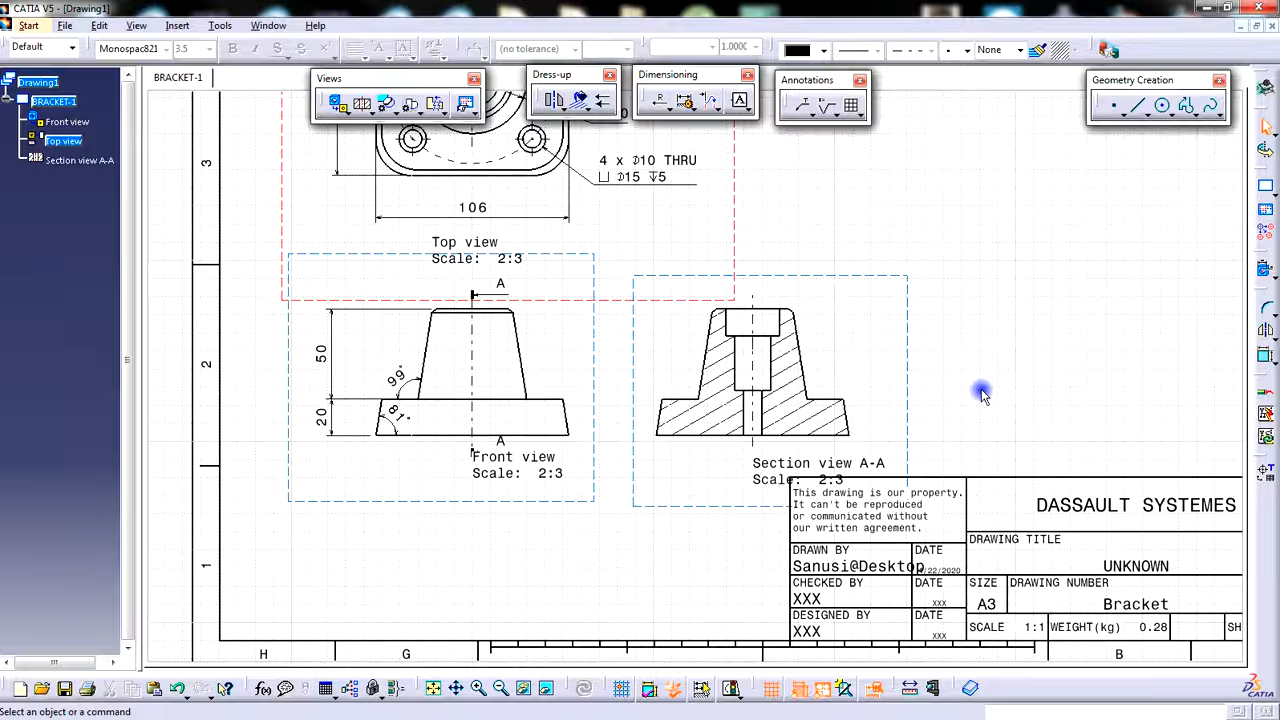 CATIA V5 - [Drawing1]
Start File Edit Views Insert Tools Window Help
Default Monospac821 3.5 (no tolerance) 1.000 None
BRACKET-1
Views
Dress-up
Dimensioning
Annotations
Geometry Creation
Drawing1
BRACKET-1
Front view
Top view
Section view A-A
3
2
1
4 x Ø10 THRU
⌴ Ø15 ↧5
106
Top view
Scale: 2:3
A
50
99°
20
81°
A
Front view
Scale: 2:3
Section view A-A
Scale: 2:3
This drawing is our property.
It can't be reproduced
or communicated without
our written agreement.
DASSAULT SYSTEMES
DRAWING TITLE
UNKNOWN
DRAWN BY DATE
Sanusi@Desktop /22/2020
CHECKED BY DATE
XXX XXX
DESIGNED BY DATE
XXX XXX
SIZE DRAWING NUMBER
A3 Bracket
SCALE 1:1 WEIGHT(kg) 0.28 SH
H G B
Select an object or a command
CATIA